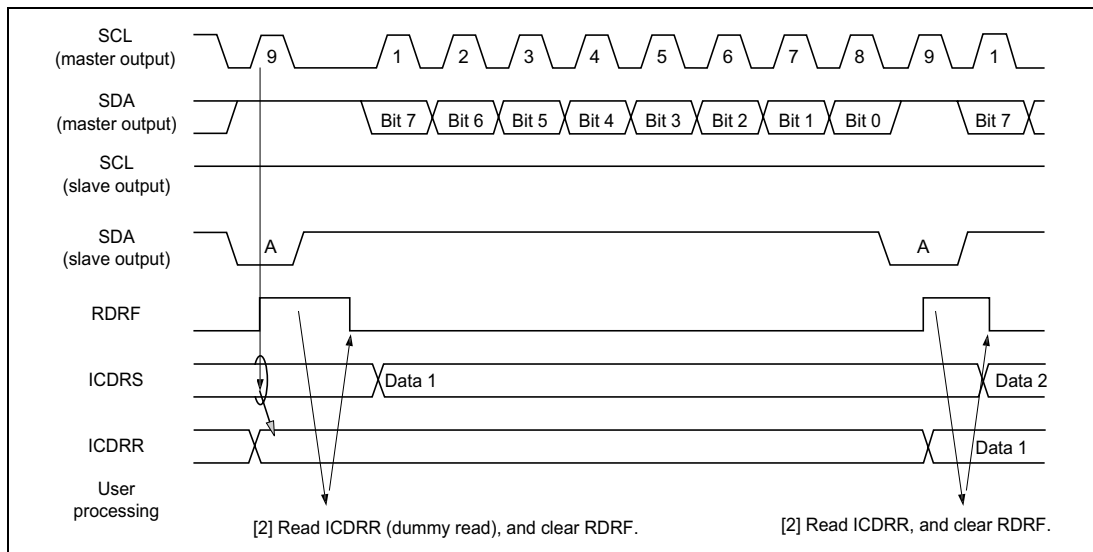 SCL
(master output)
9 1 2 3 4 5 6 7 8 9 1
SDA
(master output)
Bit 7 Bit 6 Bit 5 Bit 4 Bit 3 Bit 2 Bit 1 Bit 0 Bit 7
SCL
(slave output)
SDA
(slave output)
A A
RDRF
ICDRS
Data 1 Data 2
ICDRR
Data 1
User
processing
[2] Read ICDRR (dummy read), and clear RDRF. [2] Read ICDRR, and clear RDRF.